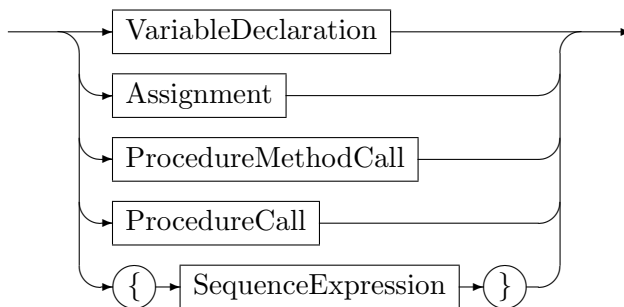 VariableDeclaration
Assignment
ProcedureMethodCall
ProcedureCall
{ SequenceExpression }